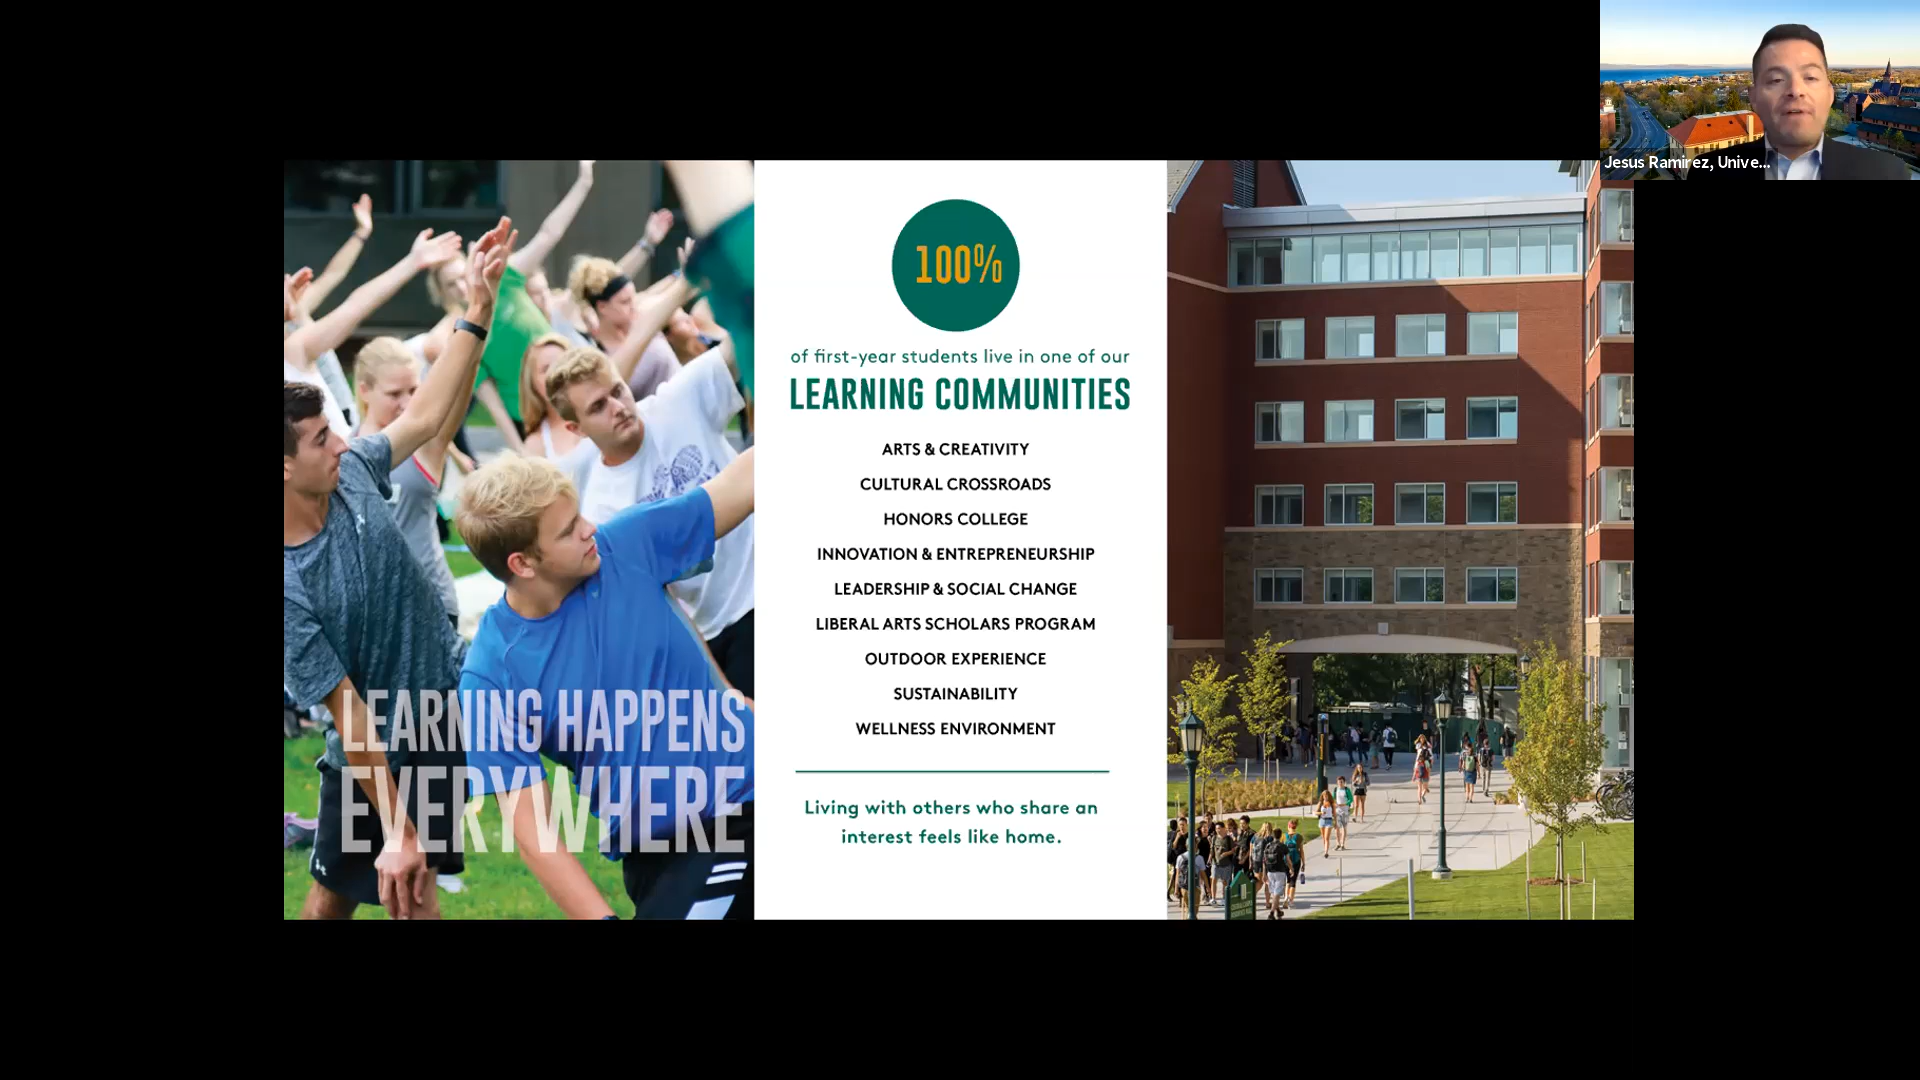 Jesus Ramirez, Unive...
100%
of first-year students live in one of our
LEARNING COMMUNITIES
ARTS & CREATIVITY
CULTURAL CROSSROADS
HONORS COLLEGE
INNOVATION & ENTREPRENEURSHIP
LEADERSHIP & SOCIAL CHANGE
LIBERAL ARTS SCHOLARS PROGRAM
OUTDOOR EXPERIENCE
SUSTAINABILITY
WELLNESS ENVIRONMENT
Living with others who share an
interest feels like home.
LEARNING HAPPENS
EVERYWHERE